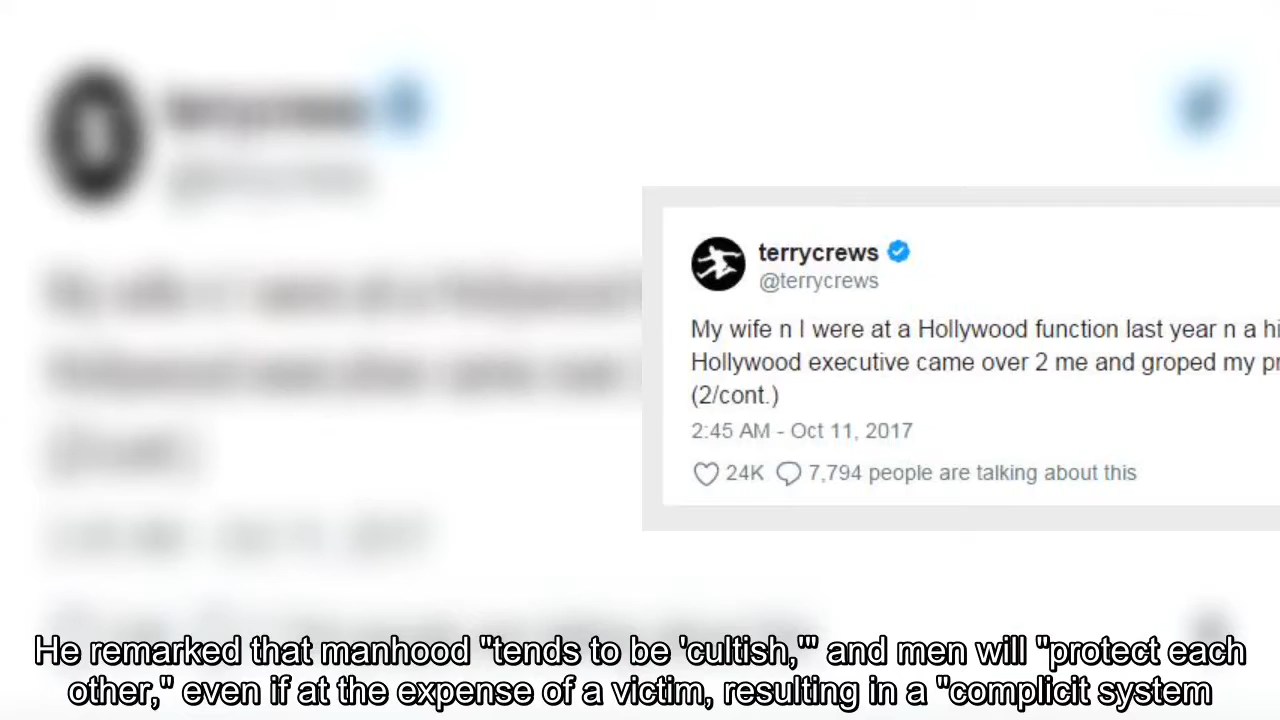 terrycrews
@terrycrews
My wife n I were at a Hollywood function last year n a hi
Hollywood executive came over 2 me and groped my pr
(2/cont.)
2:45 AM - Oct 11, 2017
24K 7,794 people are talking about this
He remarked that manhood "tends to be 'cultish,'" and men will "protect each
other," even if at the expense of a victim, resulting in a "complicit system